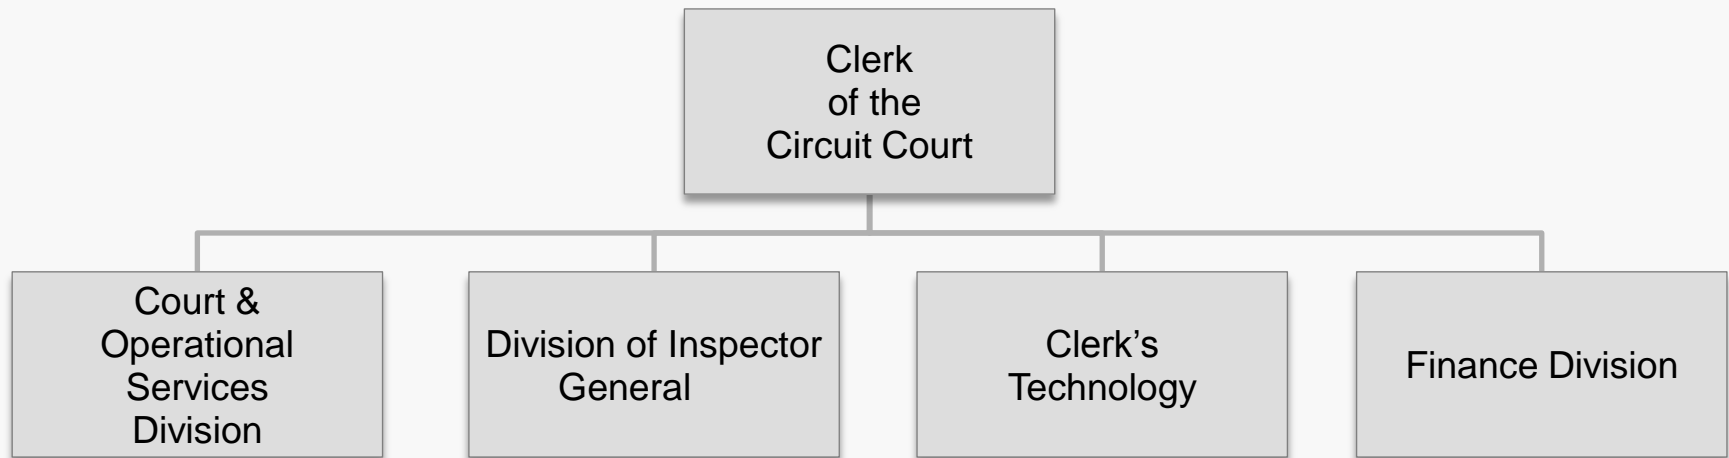 Clerk
of the
Circuit Court
Court &
Operational
Services
Division
Division of Inspector
General
Clerk’s
Technology
Finance Division